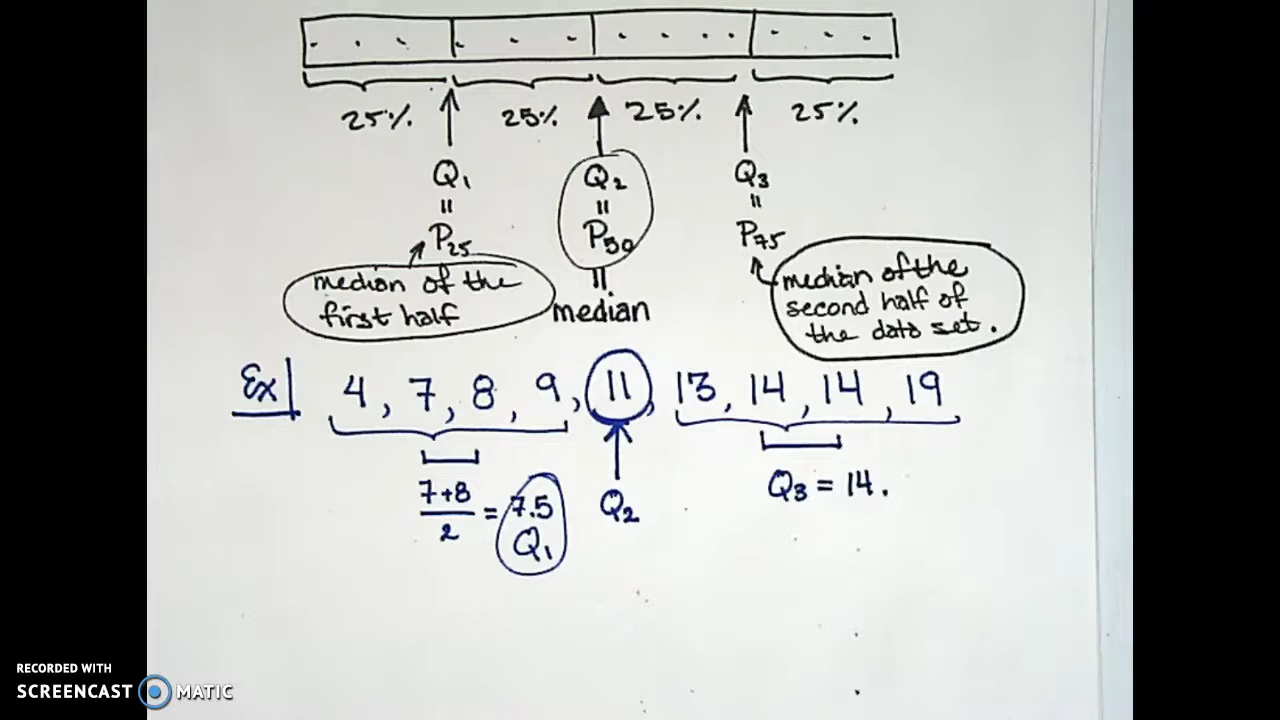 25% 25% 25% 25%
Q₁ Q₂ Q₃
= = =
P₂₅ P₅₀ P₇₅
median of the
first half
=
median
median of the
second half of
the data set.
Ex 4, 7, 8, 9, 11, 13, 14, 14, 19
7+8
2
= 7.5
Q₁
Q₂
Q₃ = 14.
RECORDED WITH
SCREENCAST MATIC